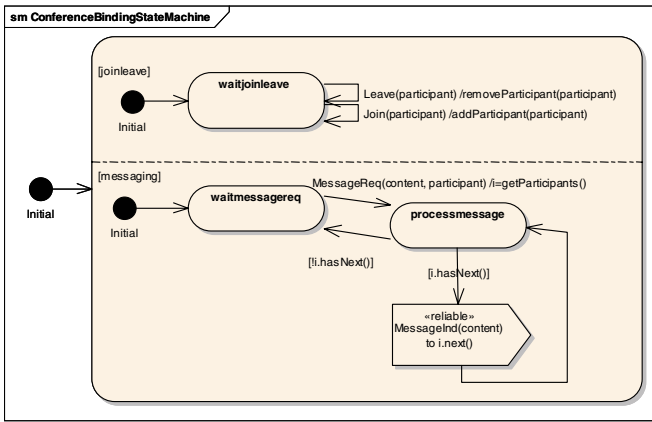 sm ConferenceBindingStateMachine
[joinleave]
waitjoinleave
Leave(participant) /removeParticipant(participant)
Join(participant) /addParticipant(participant)
Initial
[messaging]
MessageReq(content, participant) /i=getParticipants()
waitmessagereq
processmessage
Initial
Initial
[!i.hasNext()]
[i.hasNext()]
«reliable»
MessageInd(content)
to i.next()